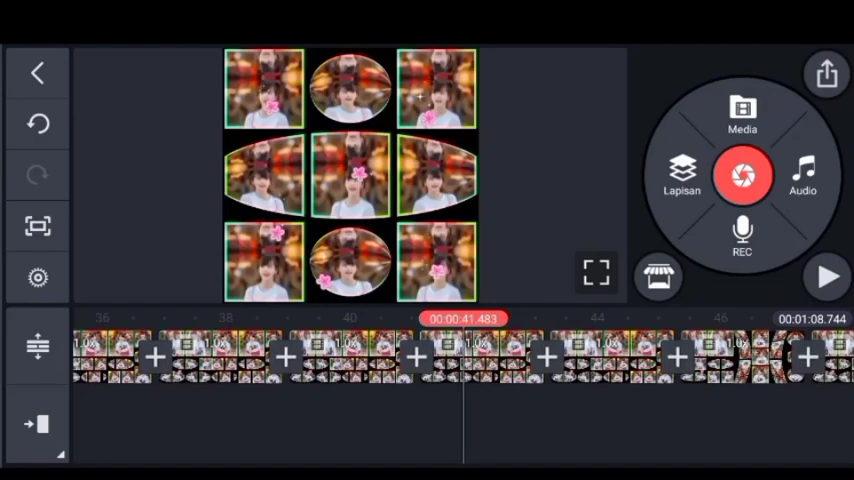 Media
Lapisan
Audio
REC
36
38
40
00:00:41.483
44
46
00:01:08.744
1.0x
1.0x
1.0x
1.0x
1.0x
1.0x